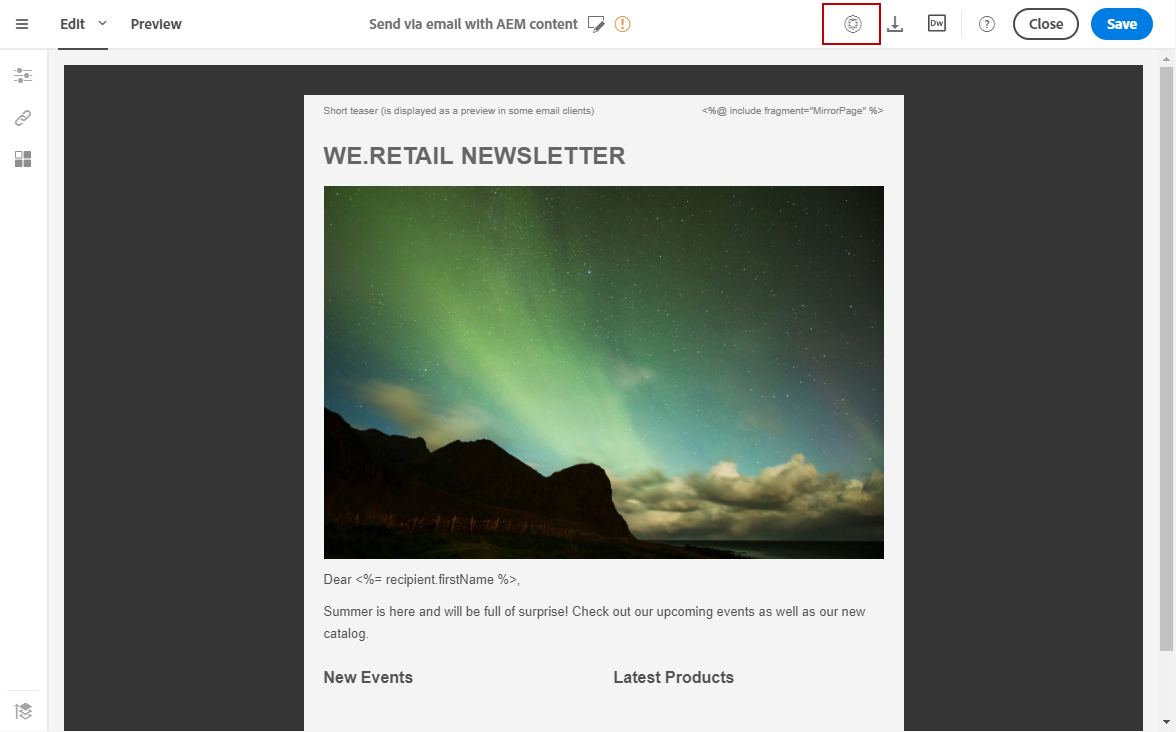 Edit
Preview
Send via email with AEM content
Dw
?
Close
Save
Short teaser (is displayed as a preview in some email clients)
<%@ include fragment="MirrorPage" %>
WE.RETAIL NEWSLETTER
Dear <%= recipient.firstName %>,
Summer is here and will be full of surprise! Check out our upcoming events as well as our new
catalog.
New Events
Latest Products